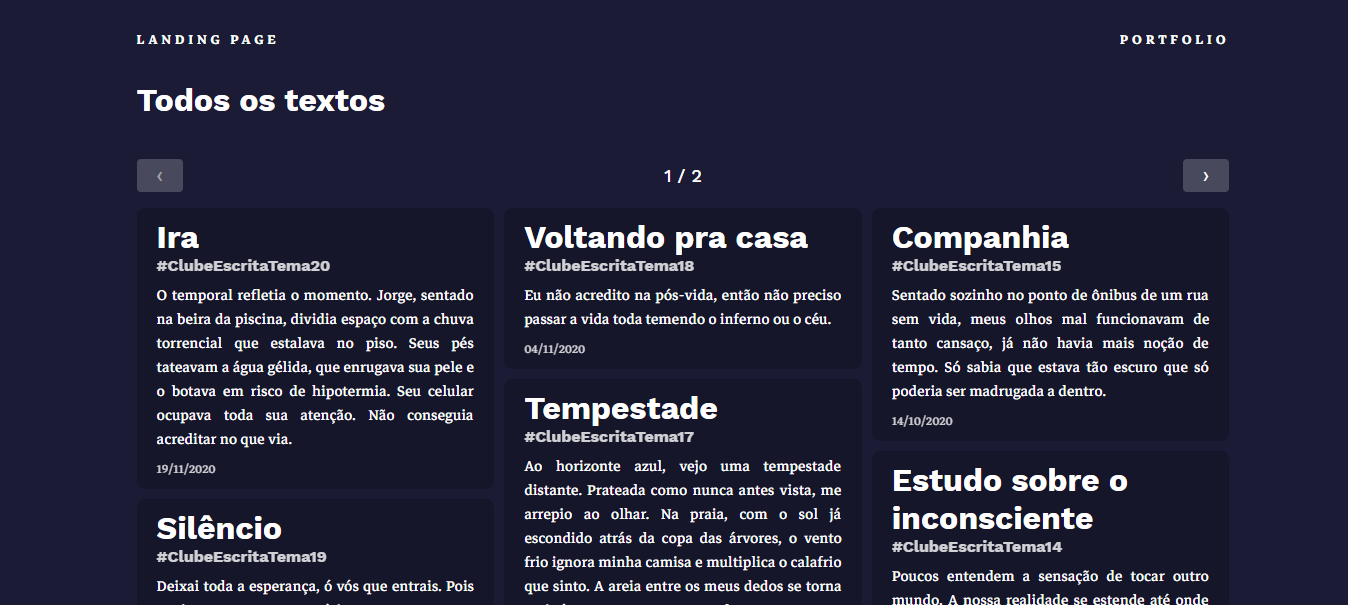 LANDING PAGE
PORTFOLIO
Todos os textos
‹
1 / 2
›
Ira
#ClubeEscritaTema20
O temporal refletia o momento. Jorge, sentado
na beira da piscina, dividia espaço com a chuva
torrencial que estalava no piso. Seus pés
tateavam a água gélida, que enrugava sua pele e
o botava em risco de hipotermia. Seu celular
ocupava toda sua atenção. Não conseguia
acreditar no que via.
19/11/2020
Silêncio
#ClubeEscritaTema19
Deixai toda a esperança, ó vós que entrais. Pois
Voltando pra casa
#ClubeEscritaTema18
Eu não acredito na pós-vida, então não preciso
passar a vida toda temendo o inferno ou o céu.
04/11/2020
Tempestade
#ClubeEscritaTema17
Ao horizonte azul, vejo uma tempestade
distante. Prateada como nunca antes vista, me
arrepio ao olhar. Na praia, com o sol já
escondido atrás da copa das árvores, o vento
frio ignora minha camisa e multiplica o calafrio
que sinto. A areia entre os meus dedos se torna
Companhia
#ClubeEscritaTema15
Sentado sozinho no ponto de ônibus de um rua
sem vida, meus olhos mal funcionavam de
tanto cansaço, já não havia mais noção de
tempo. Só sabia que estava tão escuro que só
poderia ser madrugada a dentro.
14/10/2020
Estudo sobre o
inconsciente
#ClubeEscritaTema14
Poucos entendem a sensação de tocar outro
mundo. A nossa realidade se estende até onde